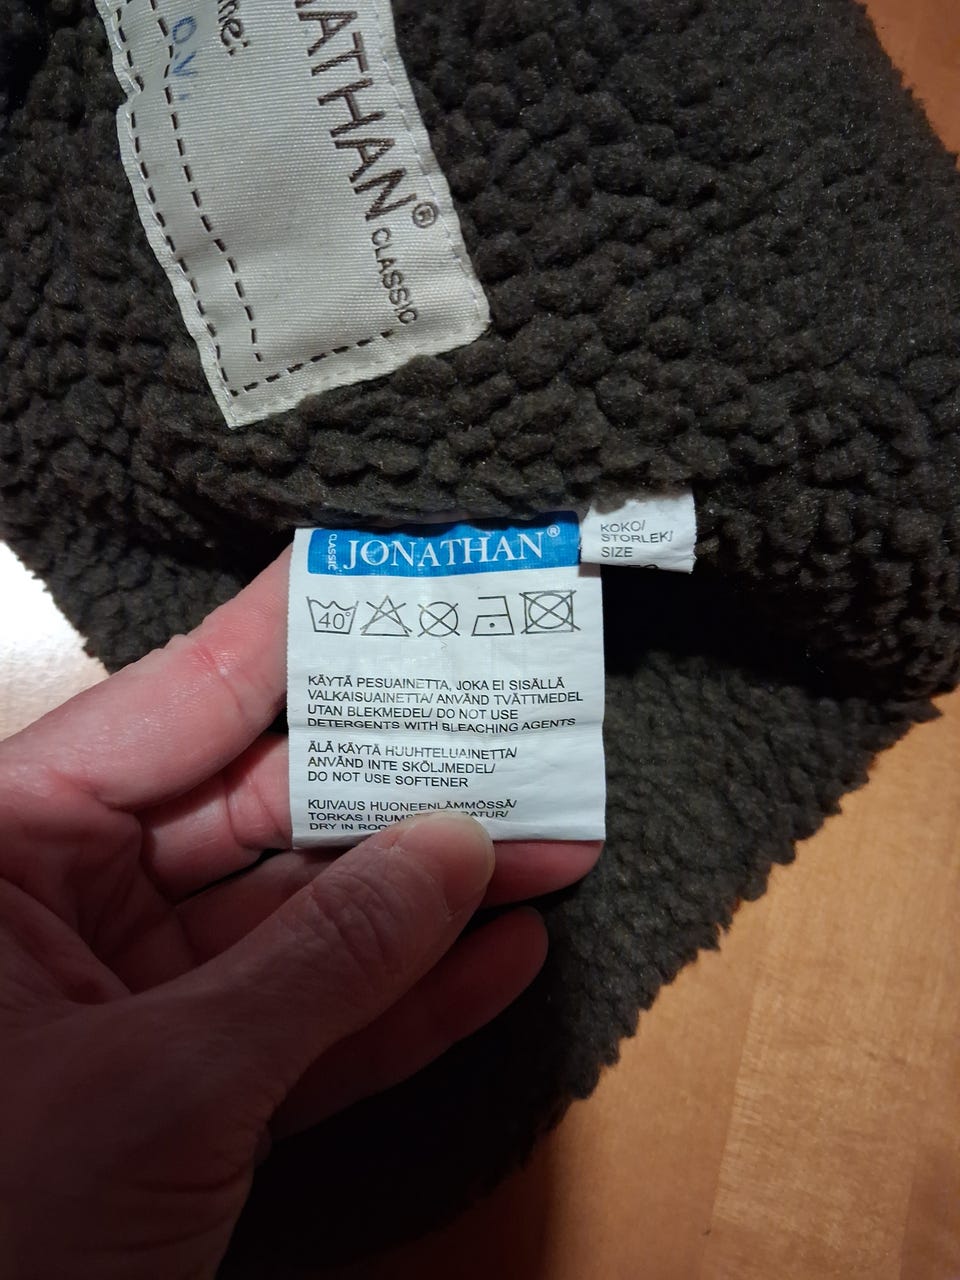 ATHAN® CLASSIC
me:
CLASSIC JONATHAN®
KOKO/
STORLEK/
SIZE
40°
KÄYTÄ PESUAINETTA, JOKA EI SISÄLLÄ
VALKAISUAINETTA/ ANVÄND TVÄTTMEDEL
UTAN BLEKMEDEL/ DO NOT USE
DETERGENTS WITH BLEACHING AGENTS
ÄLÄ KÄYTÄ HUUHTELUAINETTA/
ANVÄND INTE SKÖLJMEDEL/
DO NOT USE SOFTENER
KUIVAUS HUONEENLÄMMÖSSÄ/
TORKAS I
DRY IN